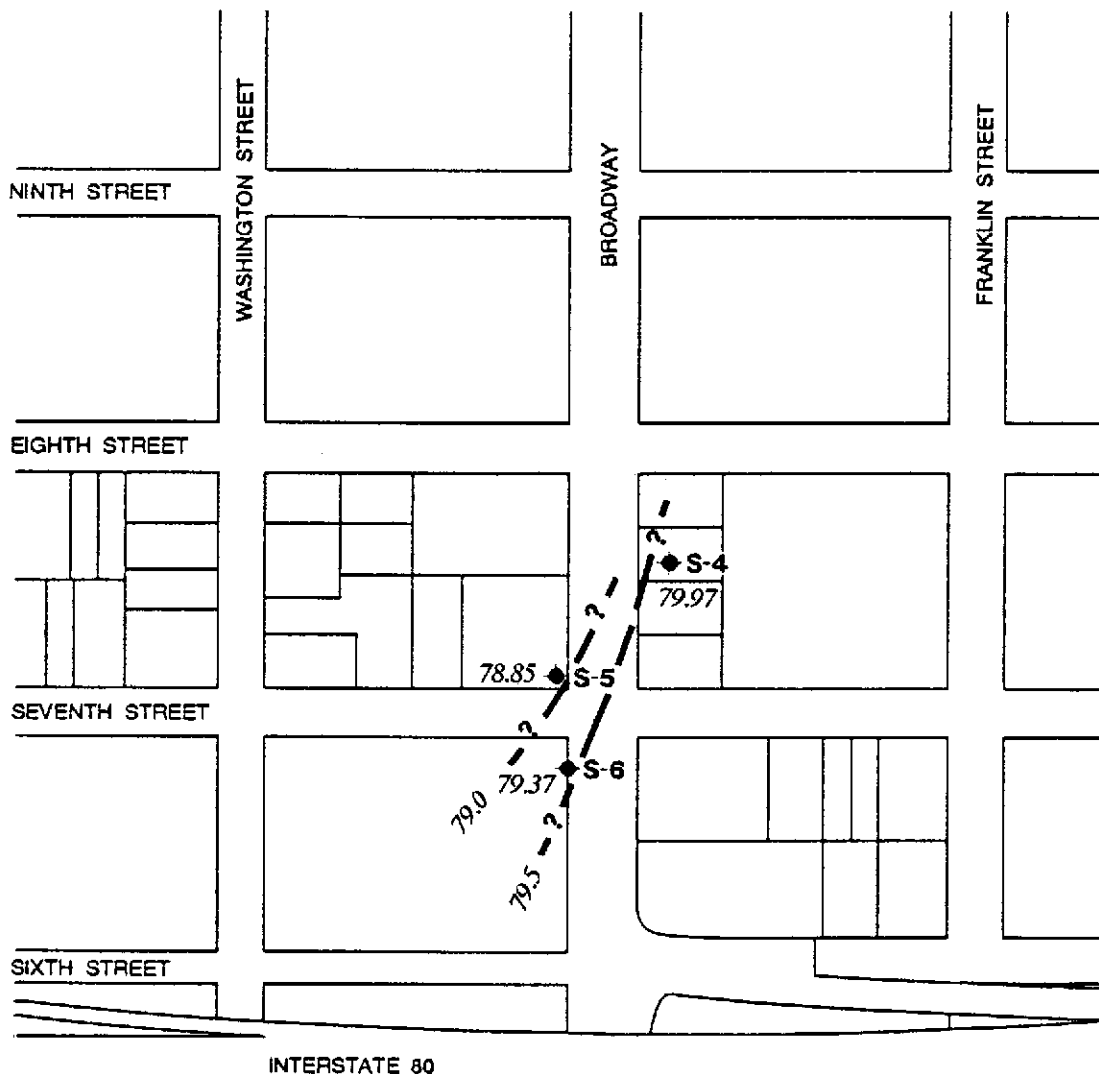 WASHINGTON STREET
BROADWAY
FRANKLIN STREET
NINTH STREET
EIGHTH STREET
?
S-4
79.97
?
78.85
S-5
SEVENTH STREET
?
79.37
S-6
79.0
?
79.5
SIXTH STREET
INTERSTATE 80